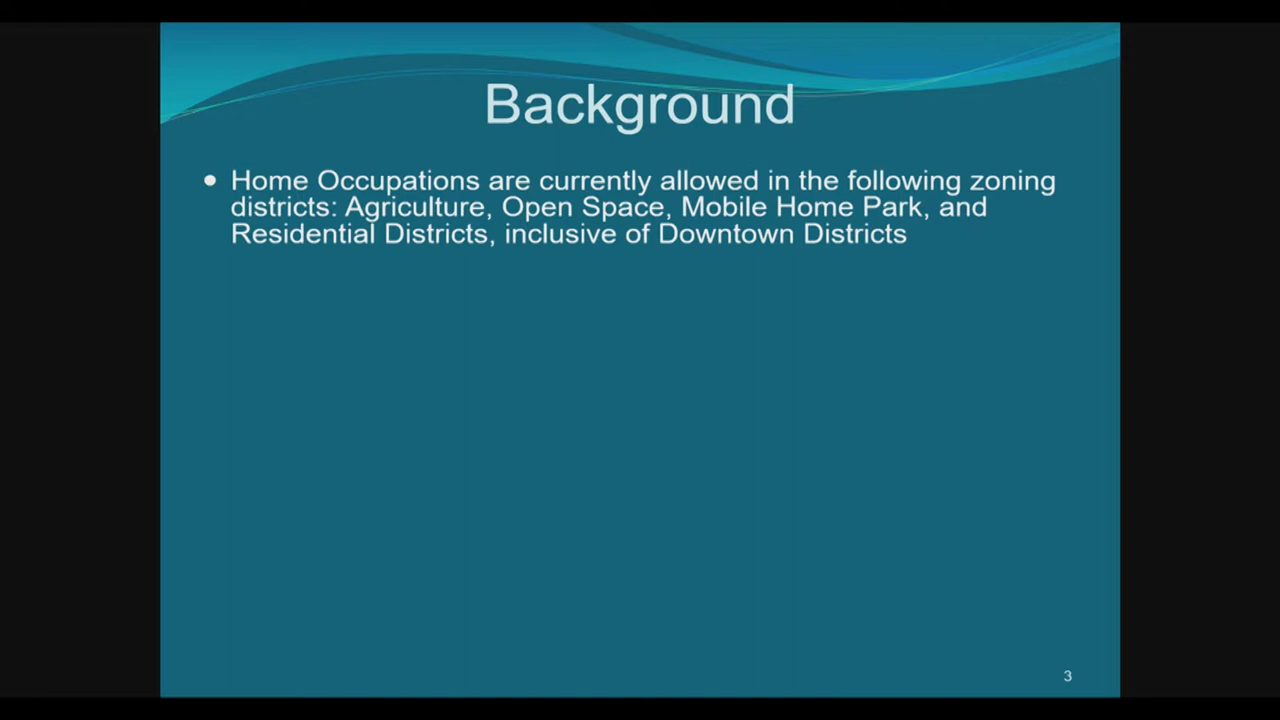 Background
• Home Occupations are currently allowed in the following zoning
districts: Agriculture, Open Space, Mobile Home Park, and
Residential Districts, inclusive of Downtown Districts
3